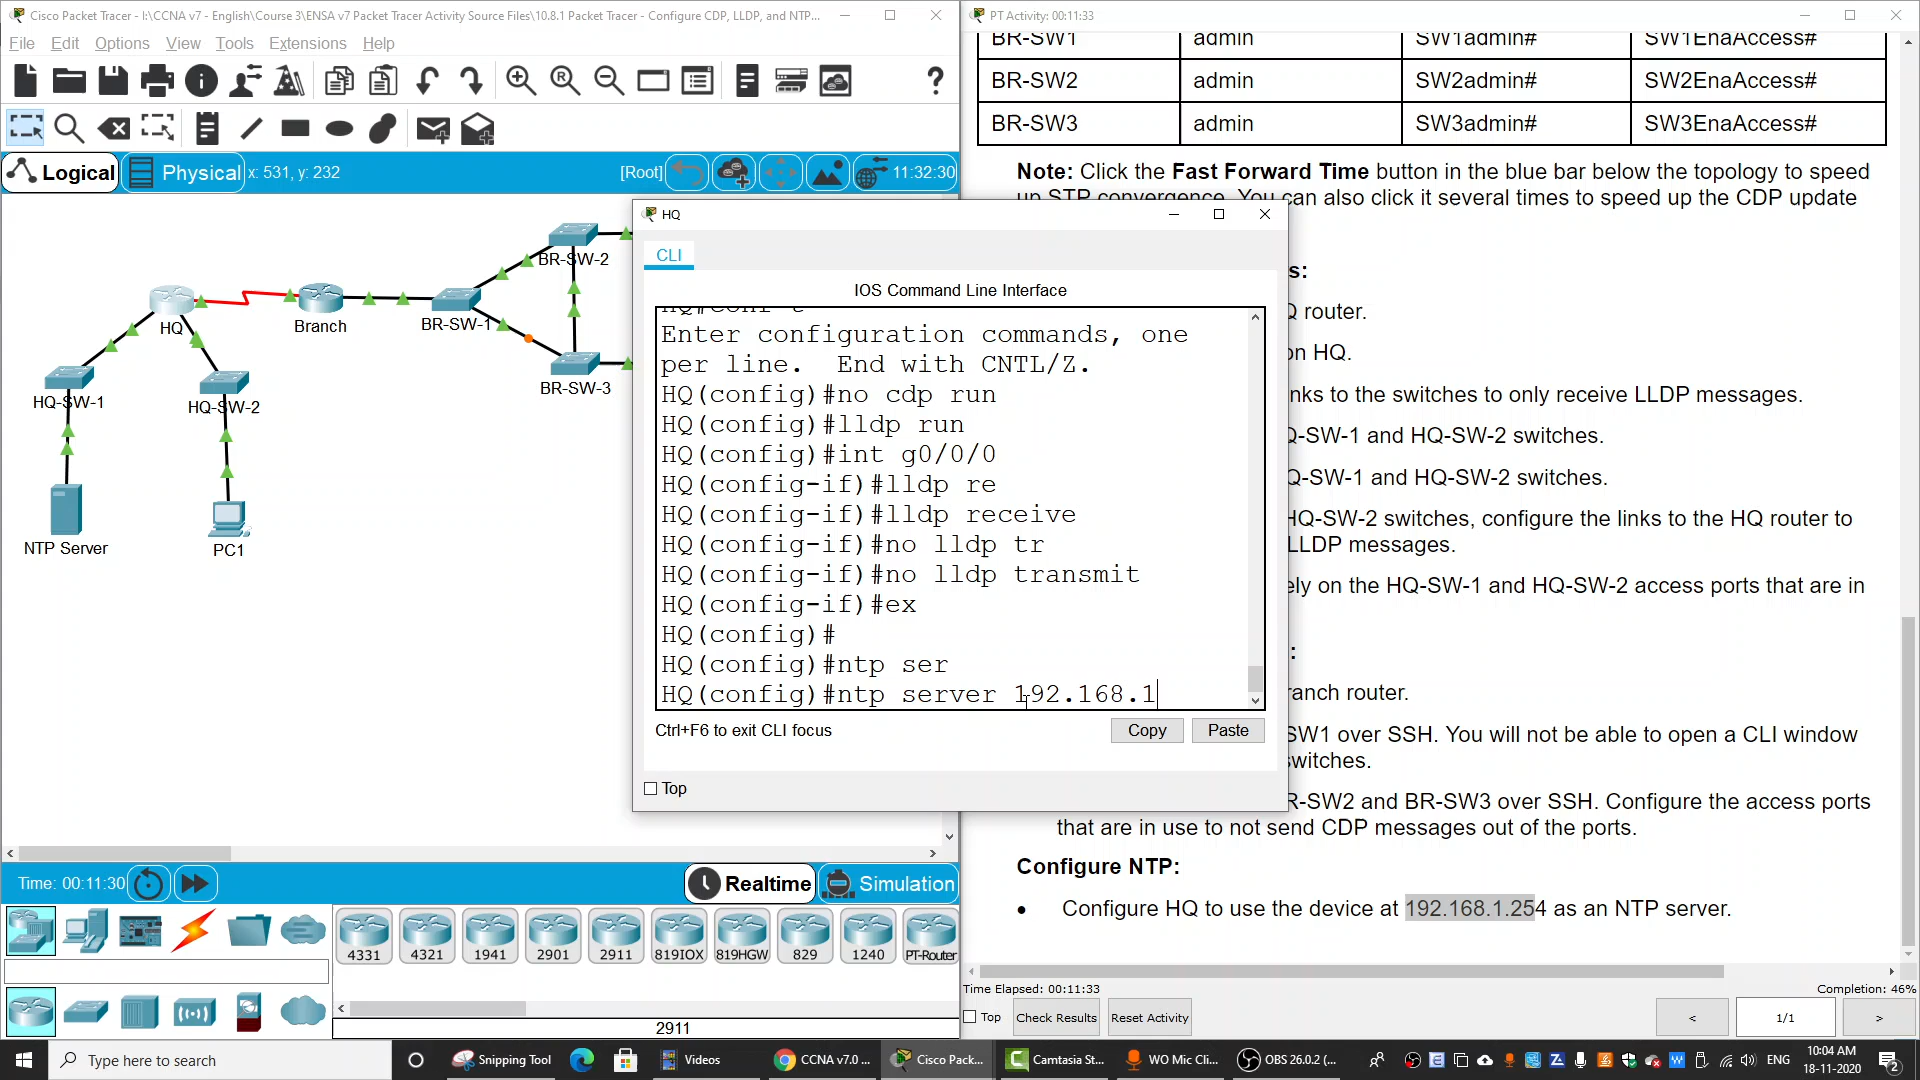 Cisco Packet Tracer - I:\CCNA v7 - English\Course 3\ENSA v7 Packet Tracer Activity Source Files\10.8.1 Packet Tracer - Configure CDP, LLDP, and NTP...
File Edit Options View Tools Extensions Help
Logical Physical x: 531, y: 232 [Root] 11:32:30
BR-SW-2
HQ
Branch
BR-SW-1
BR-SW-3
HQ-SW-1
HQ-SW-2
NTP Server
PC1
HQ
CLI
IOS Command Line Interface
HQ#conf t
Enter configuration commands, one
per line. End with CNTL/Z.
HQ(config)#no cdp run
HQ(config)#lldp run
HQ(config)#int g0/0/0
HQ(config-if)#lldp re
HQ(config-if)#lldp receive
HQ(config-if)#no lldp tr
HQ(config-if)#no lldp transmit
HQ(config-if)#ex
HQ(config)#
HQ(config)#ntp ser
HQ(config)#ntp server 192.168.1
Ctrl+F6 to exit CLI focus
Copy Paste
Top
Time: 00:11:30 Realtime Simulation
4331 4321 1941 2901 2911 819IOX 819HGW 829 1240 PT-Router
2911
PT Activity: 00:11:33
BR-SW1 admin SW1admin# SW1EnaAccess#
BR-SW2 admin SW2admin# SW2EnaAccess#
BR-SW3 admin SW3admin# SW3EnaAccess#
Note: Click the Fast Forward Time button in the blue bar below the topology to speed
up STP convergence. You can also click it several times to speed up the CDP update
s:
Q router.
on HQ.
nks to the switches to only receive LLDP messages.
Q-SW-1 and HQ-SW-2 switches.
Q-SW-1 and HQ-SW-2 switches.
HQ-SW-2 switches, configure the links to the HQ router to
LLDP messages.
ely on the HQ-SW-1 and HQ-SW-2 access ports that are in
:
ranch router.
SW1 over SSH. You will not be able to open a CLI window
switches.
R-SW2 and BR-SW3 over SSH. Configure the access ports
that are in use to not send CDP messages out of the ports.
Configure NTP:
• Configure HQ to use the device at 192.168.1.254 as an NTP server.
Time Elapsed: 00:11:33 Completion: 46%
Top Check Results Reset Activity < 1/1 >
Type here to search Snipping Tool Videos CCNA v7.0 ... Cisco Pack... Camtasia St... WO Mic Cli... OBS 26.0.2 (... ENG 10:04 AM
18-11-2020 2